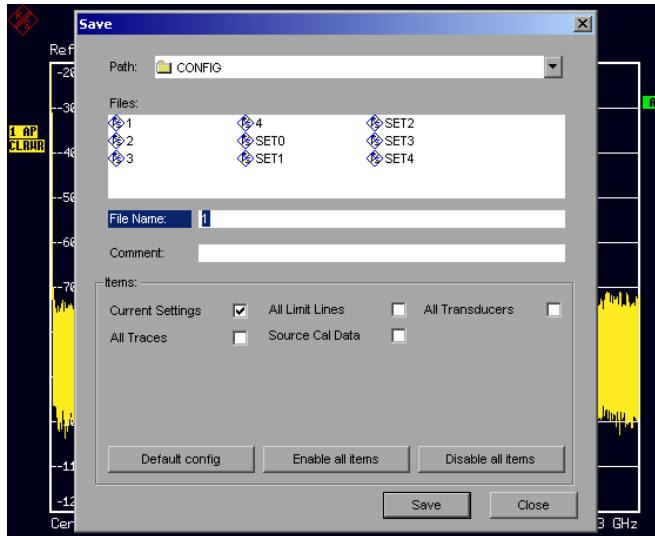 Save
Ref
Path: CONFIG
-20
Files:
-30
1 4 SET2
A
1 AP
2 SET0 SET3
CLRWR
3 SET1 SET4
-40
-50
File Name: 1
-60
Comment:
-70
Items:
Current Settings All Limit Lines All Transducers
All Traces Source Cal Data
Default config Enable all items Disable all items
-11
-12
Save Close
Cer
3 GHz